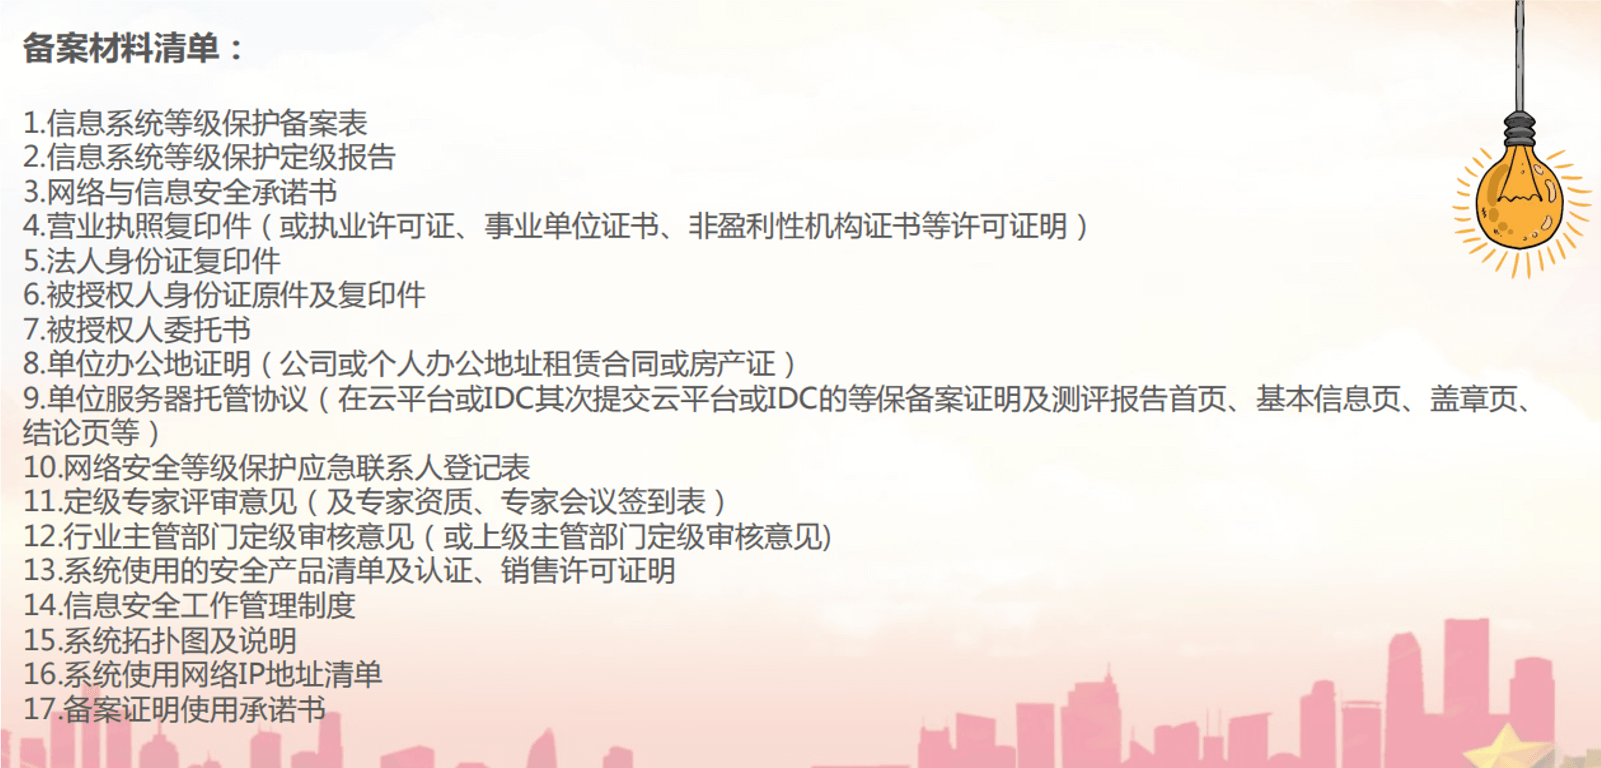 备案材料清单：
1.信息系统等级保护备案表
2.信息系统等级保护定级报告
3.网络与信息安全承诺书
4.营业执照复印件（或执业许可证、事业单位证书、非盈利性机构证书等许可证明）
5.法人身份证复印件
6.被授权人身份证原件及复印件
7.被授权人委托书
8.单位办公地证明（公司或个人办公地址租赁合同或房产证）
9.单位服务器托管协议（在云平台或IDC其次提交云平台或IDC的等保备案证明及测评报告首页、基本信息页、盖章页、
结论页等）
10.网络安全等级保护应急联系人登记表
11.定级专家评审意见（及专家资质、专家会议签到表）
12.行业主管部门定级审核意见（或上级主管部门定级审核意见)
13.系统使用的安全产品清单及认证、销售许可证明
14.信息安全工作管理制度
15.系统拓扑图及说明
16.系统使用网络IP地址清单
17.备案证明使用承诺书